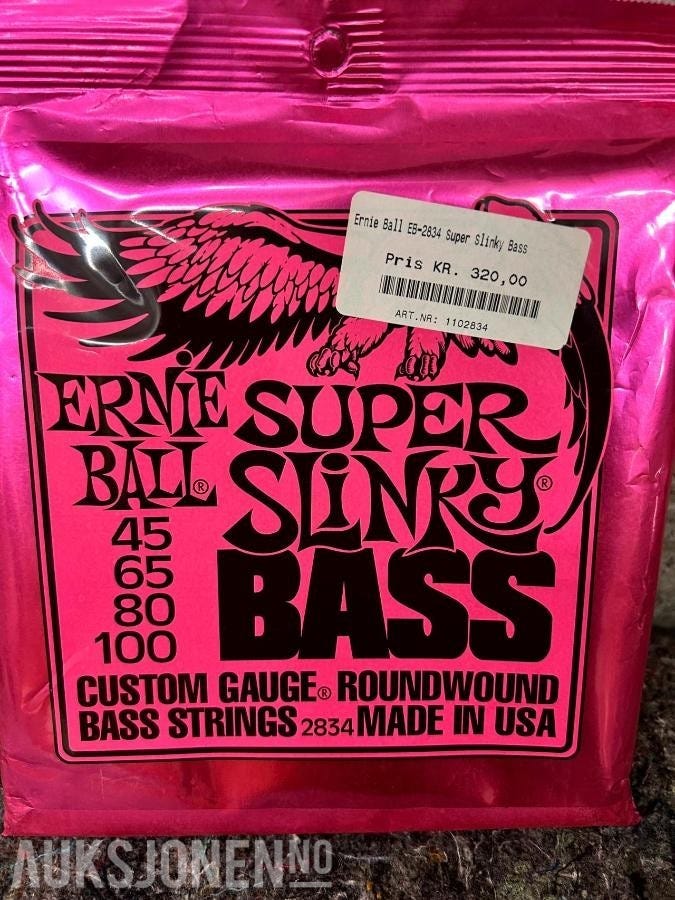 Ernie Ball EB-2834 Super Slinky Bass
Pris KR. 320,00
ART.NR: 1102834
ERNiE
BALL®
SUPER
SLiNKY®
BASS
45
65
80
100
CUSTOM GAUGE® ROUNDWOUND
BASS STRINGS 2834 MADE IN USA
AUKSJONEN NO